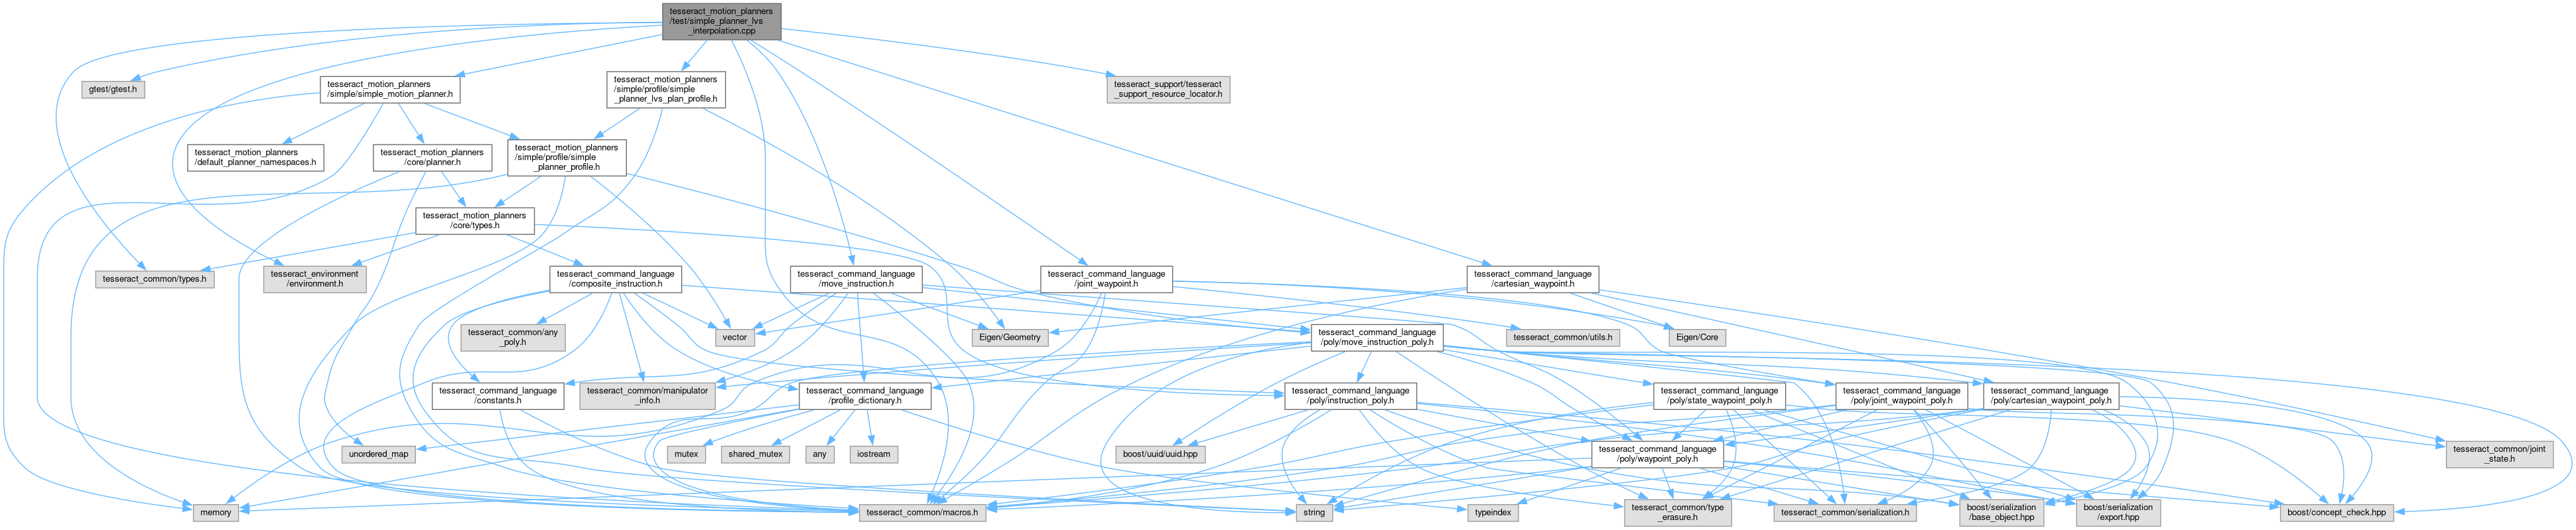 tesseract_motion_planners
/test/simple_planner_lvs
_interpolation.cpp
gtest/gtest.h
tesseract_motion_planners
/simple/simple_motion_planner.h
tesseract_motion_planners
/simple/profile/simple
_planner_lvs_plan_profile.h
tesseract_support/tesseract
_support_resource_locator.h
tesseract_motion_planners
/default_planner_namespaces.h
tesseract_motion_planners
/core/planner.h
tesseract_motion_planners
/simple/profile/simple
_planner_profile.h
tesseract_motion_planners
/core/types.h
tesseract_common/types.h
tesseract_environment
/environment.h
tesseract_command_language
/composite_instruction.h
tesseract_command_language
/move_instruction.h
tesseract_command_language
/joint_waypoint.h
tesseract_command_language
/cartesian_waypoint.h
tesseract_common/any
_poly.h
vector
Eigen/Geometry
tesseract_command_language
/poly/move_instruction_poly.h
tesseract_common/utils.h
Eigen/Core
tesseract_command_language
/constants.h
tesseract_common/manipulator
_info.h
tesseract_command_language
/profile_dictionary.h
tesseract_command_language
/poly/instruction_poly.h
tesseract_command_language
/poly/state_waypoint_poly.h
tesseract_command_language
/poly/joint_waypoint_poly.h
tesseract_command_language
/poly/cartesian_waypoint_poly.h
unordered_map
mutex
shared_mutex
any
iostream
boost/uuid/uuid.hpp
tesseract_command_language
/poly/waypoint_poly.h
tesseract_common/joint
_state.h
memory
tesseract_common/macros.h
string
typeindex
tesseract_common/type
_erasure.h
tesseract_common/serialization.h
boost/serialization
/base_object.hpp
boost/serialization
/export.hpp
boost/concept_check.hpp